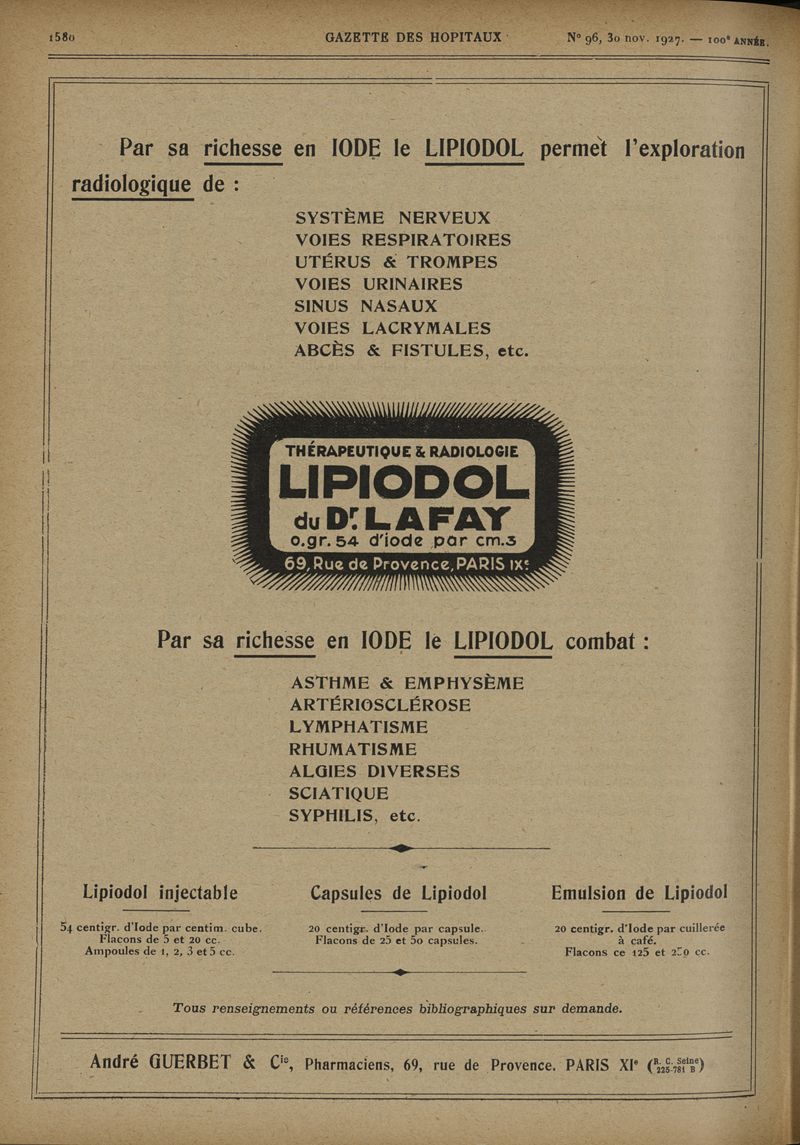 1580
GAZETTE DES HOPITAUX
N° 96, 30 nov. 1927. — 100e ANNÉE.
Par sa richesse en IODE le LIPIODOL permet l'exploration
radiologique de :
SYSTÈME NERVEUX
VOIES RESPIRATOIRES
UTÉRUS & TROMPES
VOIES URINAIRES
SINUS NASAUX
VOIES LACRYMALES
ABCÈS & FISTULES, etc.
THÉRAPEUTIQUE & RADIOLOGIE
LIPIODOL
du Dr. LAFAY
0.gr. 54 d'iode par cm.3
69, Rue de Provence, PARIS IXe
Par sa richesse en IODE le LIPIODOL combat :
ASTHME & EMPHYSÈME
ARTÉRIOSCLÉROSE
LYMPHATISME
RHUMATISME
ALGIES DIVERSES
SCIATIQUE
SYPHILIS, etc.
Lipiodol injectable
54 centigr. d'Iode par centim. cube.
Flacons de 5 et 20 cc.
Ampoules de 1, 2, 3 et 5 cc.
Capsules de Lipiodol
20 centigr. d'Iode par capsule.
Flacons de 25 et 50 capsules.
Emulsion de Lipiodol
20 centigr. d'Iode par cuillerée
à café.
Flacons ce 125 et 250 cc.
Tous renseignements ou références bibliographiques sur demande.
André GUERBET & Cie, Pharmaciens, 69, rue de Provence. PARIS XIe (R. C. Seine 225-781 B)